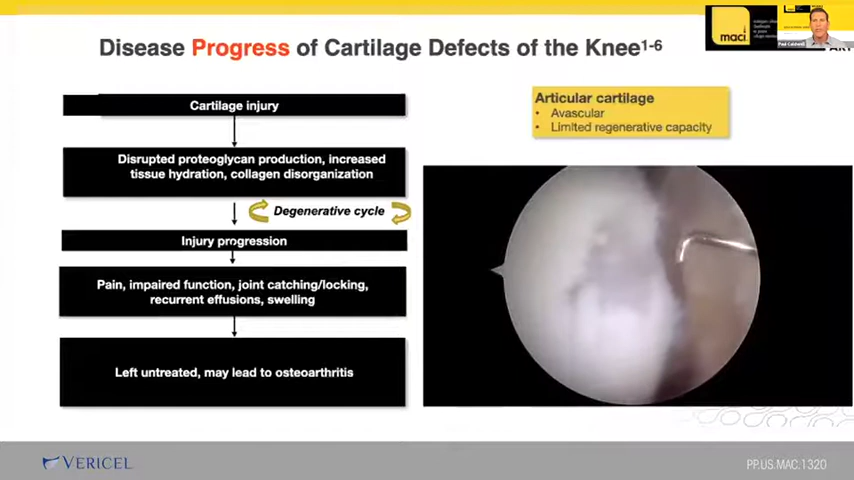 Disease Progress of Cartilage Defects of the Knee1-6
maci
Paul Caldwell
Cartilage injury
Disrupted proteoglycan production, increased
tissue hydration, collagen disorganization
Degenerative cycle
Injury progression
Pain, impaired function, joint catching/locking,
recurrent effusions, swelling
Left untreated, may lead to osteoarthritis
Articular cartilage
• Avascular
• Limited regenerative capacity
VERICEL
PP.US.MAC.1320